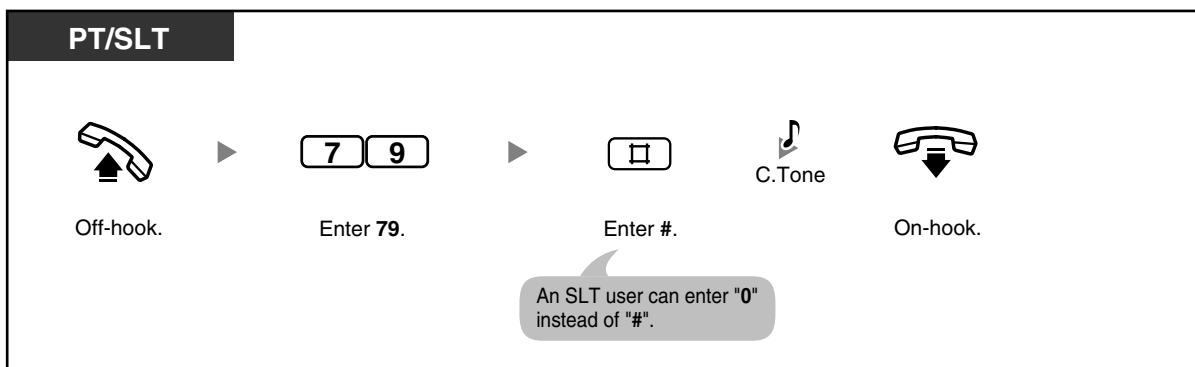 PT/SLT
7 9
#
C.Tone
Off-hook.
Enter 79.
Enter #.
On-hook.
An SLT user can enter "0"
instead of "#".